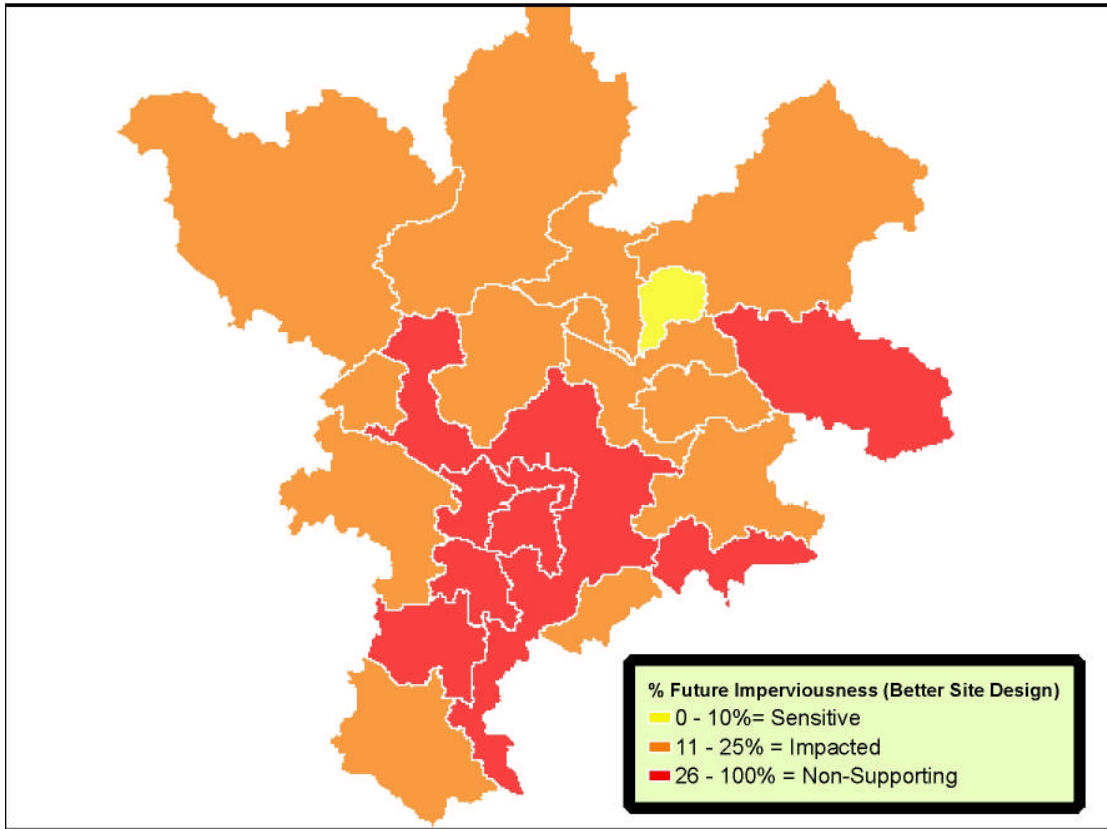 % Future Imperviousness (Better Site Design)
0 - 10%= Sensitive
11 - 25% = Impacted
26 - 100% = Non-Supporting